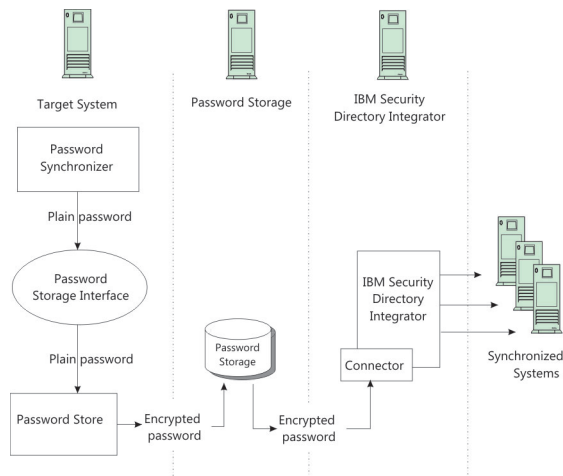 Target System
Password Storage
IBM Security
Directory Integrator
Password
Synchronizer
Plain password
Password
Storage Interface
Plain password
Password Store
Encrypted
password
Password
Storage
Encrypted
password
IBM Security
Directory
Integrator
Connector
Synchronized
Systems